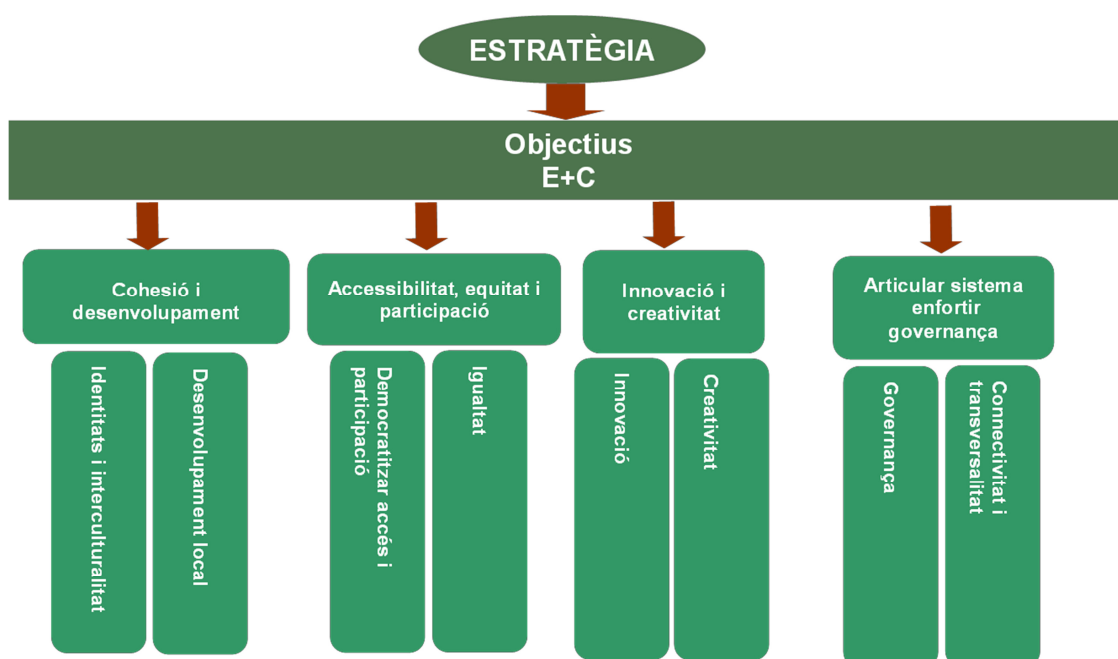 ESTRATÈGIA
Objectius
E+C
Cohesió i
desenvolupament
Identitats i interculturalitat
Desenvolupament local
Accessibilitat, equitat i
participació
Democratitzar accés i
participació
Igualtat
Innovació i
creativitat
Innovació
Creativitat
Articular sistema
enfortir
governança
Governança
Connectivitat i
transversalitat